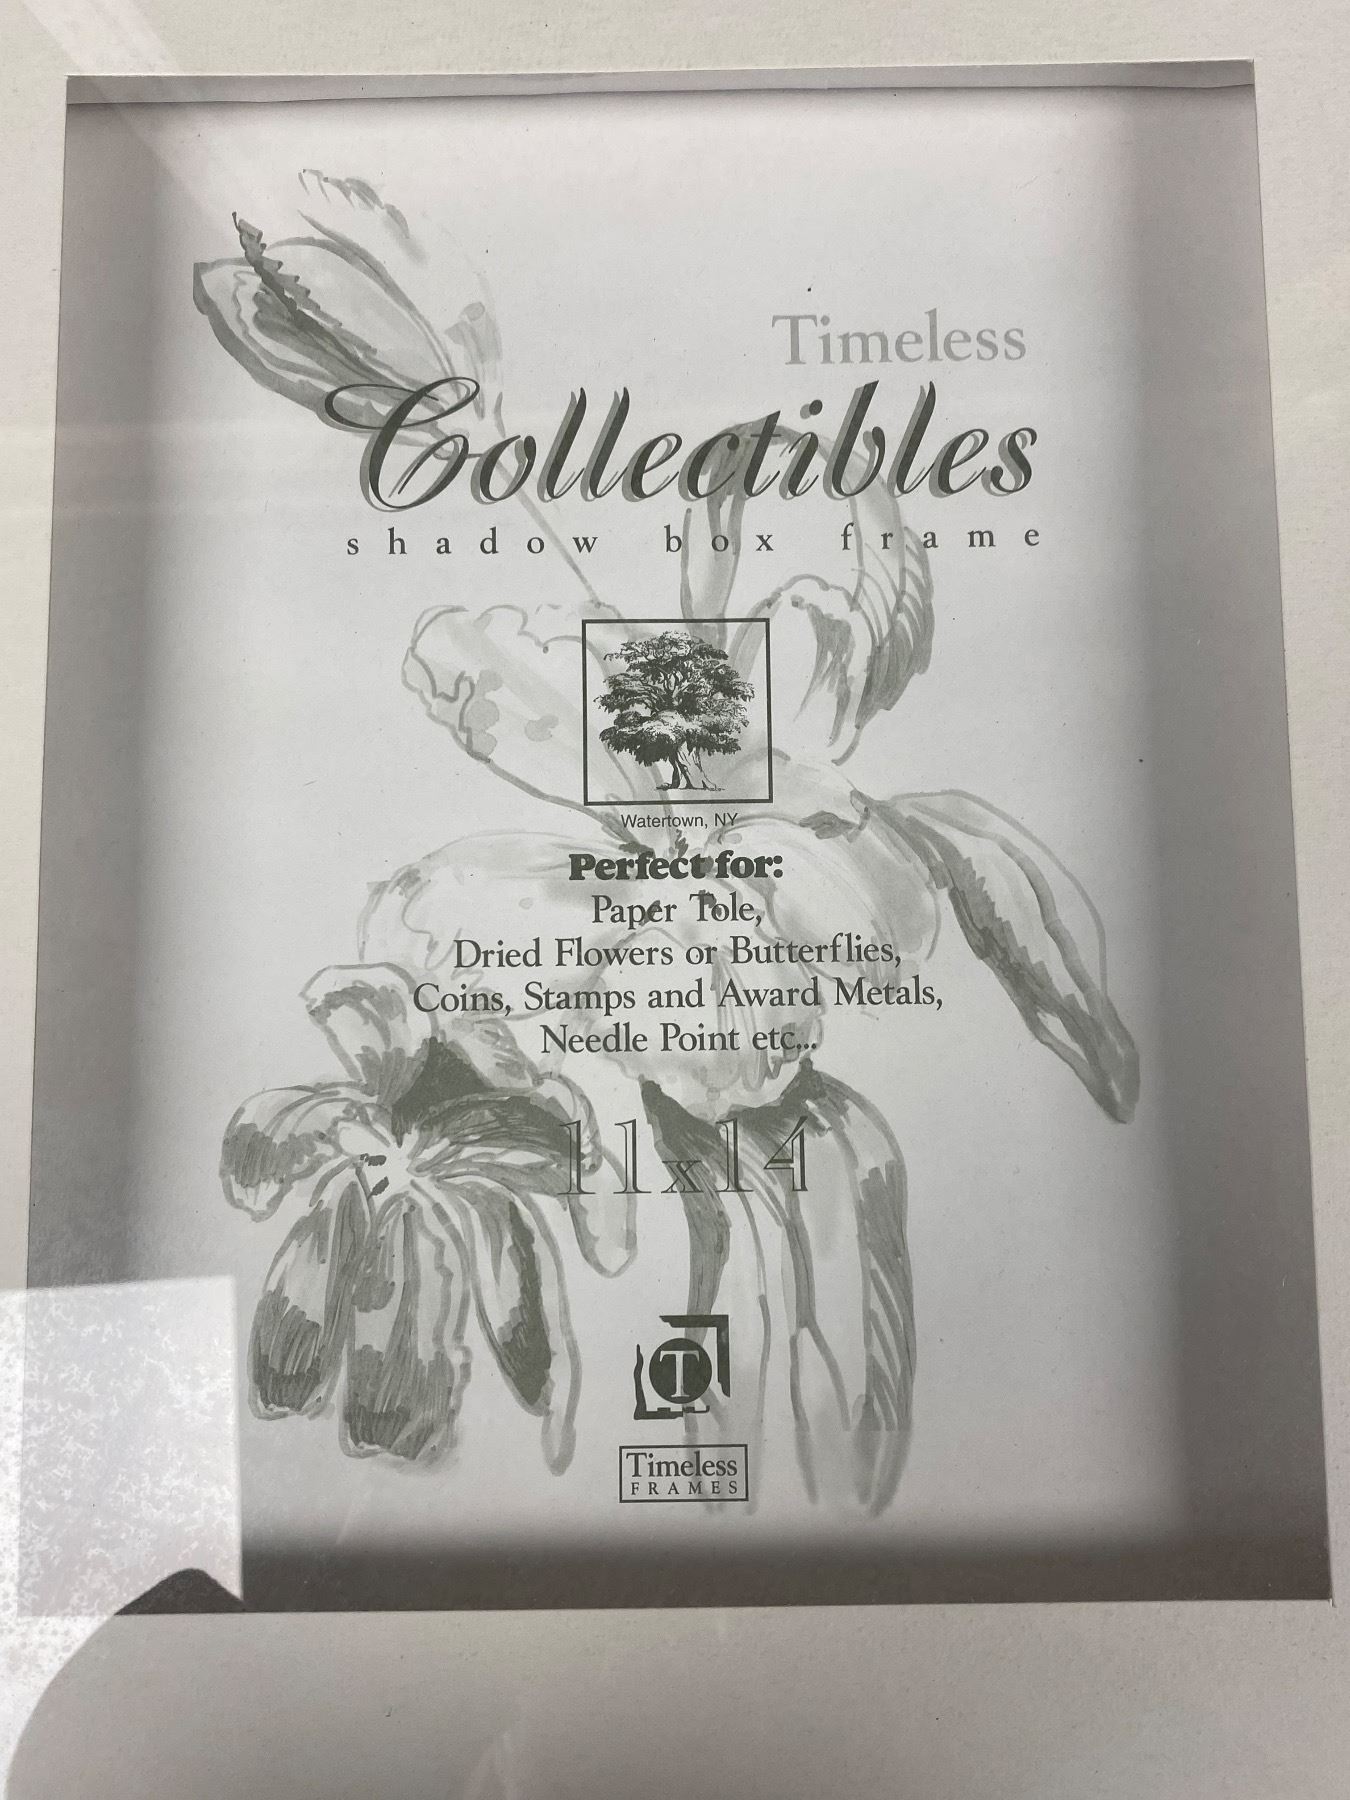 Timeless
Collectibles
shadow box frame
Watertown, NY
Perfect for:
Paper Tole,
Dried Flowers or Butterflies,
Coins, Stamps and Award Metals,
Needle Point etc...
11x14
T
Timeless
FRAMES